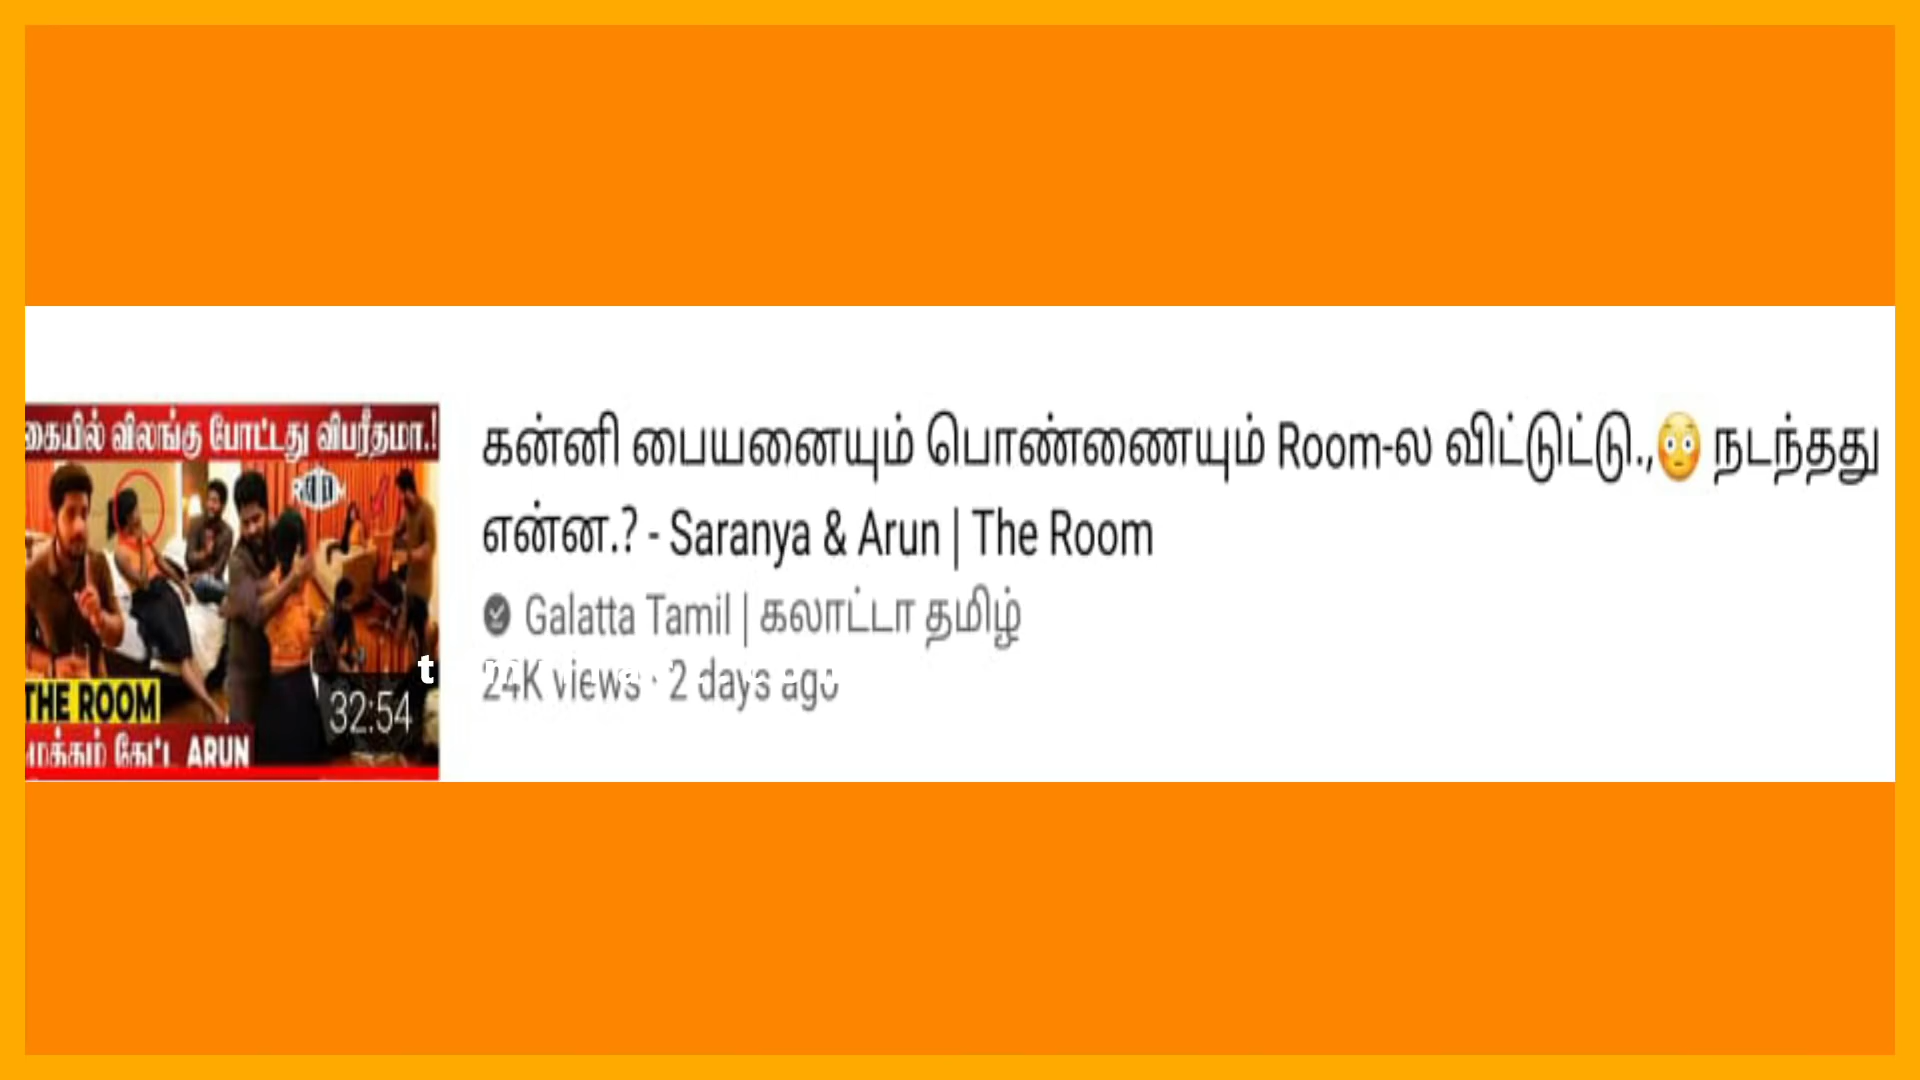 கையில் விலங்கு போட்டது விபரீதமா.!
THE ROOM
32:54
கேட்ட ARUN
கன்னி பையனையும் பொண்ணையும் Room-ல விட்டுட்டு.,😳 நடந்தது
என்ன.? - Saranya & Arun | The Room
Galatta Tamil | கலாட்டா தமிழ்
24K views · 2 days ago